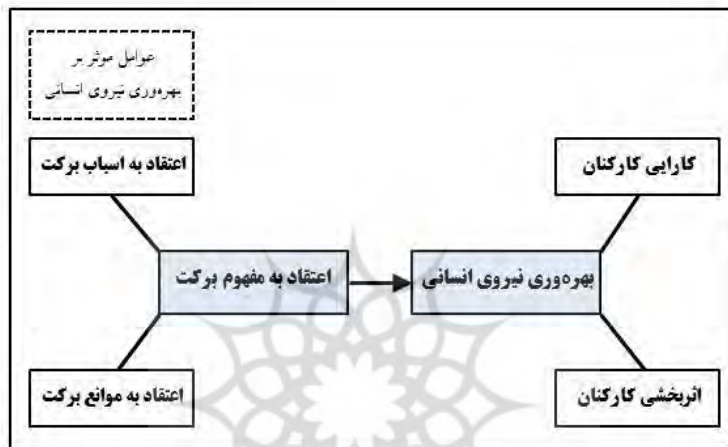 عوامل موثر بر
بهره‌وری نیروی انسانی
اعتقاد به اسباب برکت
کارایی کارکنان
اعتقاد به مفهوم برکت
بهره‌وری نیروی انسانی
اعتقاد به موانع برکت
اثربخشی کارکنان